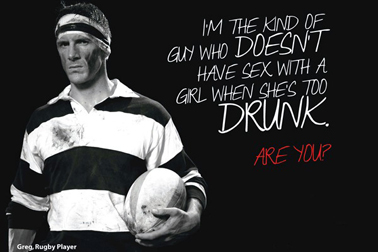 I'M THE KIND OF
GUY WHO DOESN'T
HAVE SEX WITH A
GIRL WHEN SHE'S TOO
DRUNK.
ARE YOU?
Greg, Rugby Player